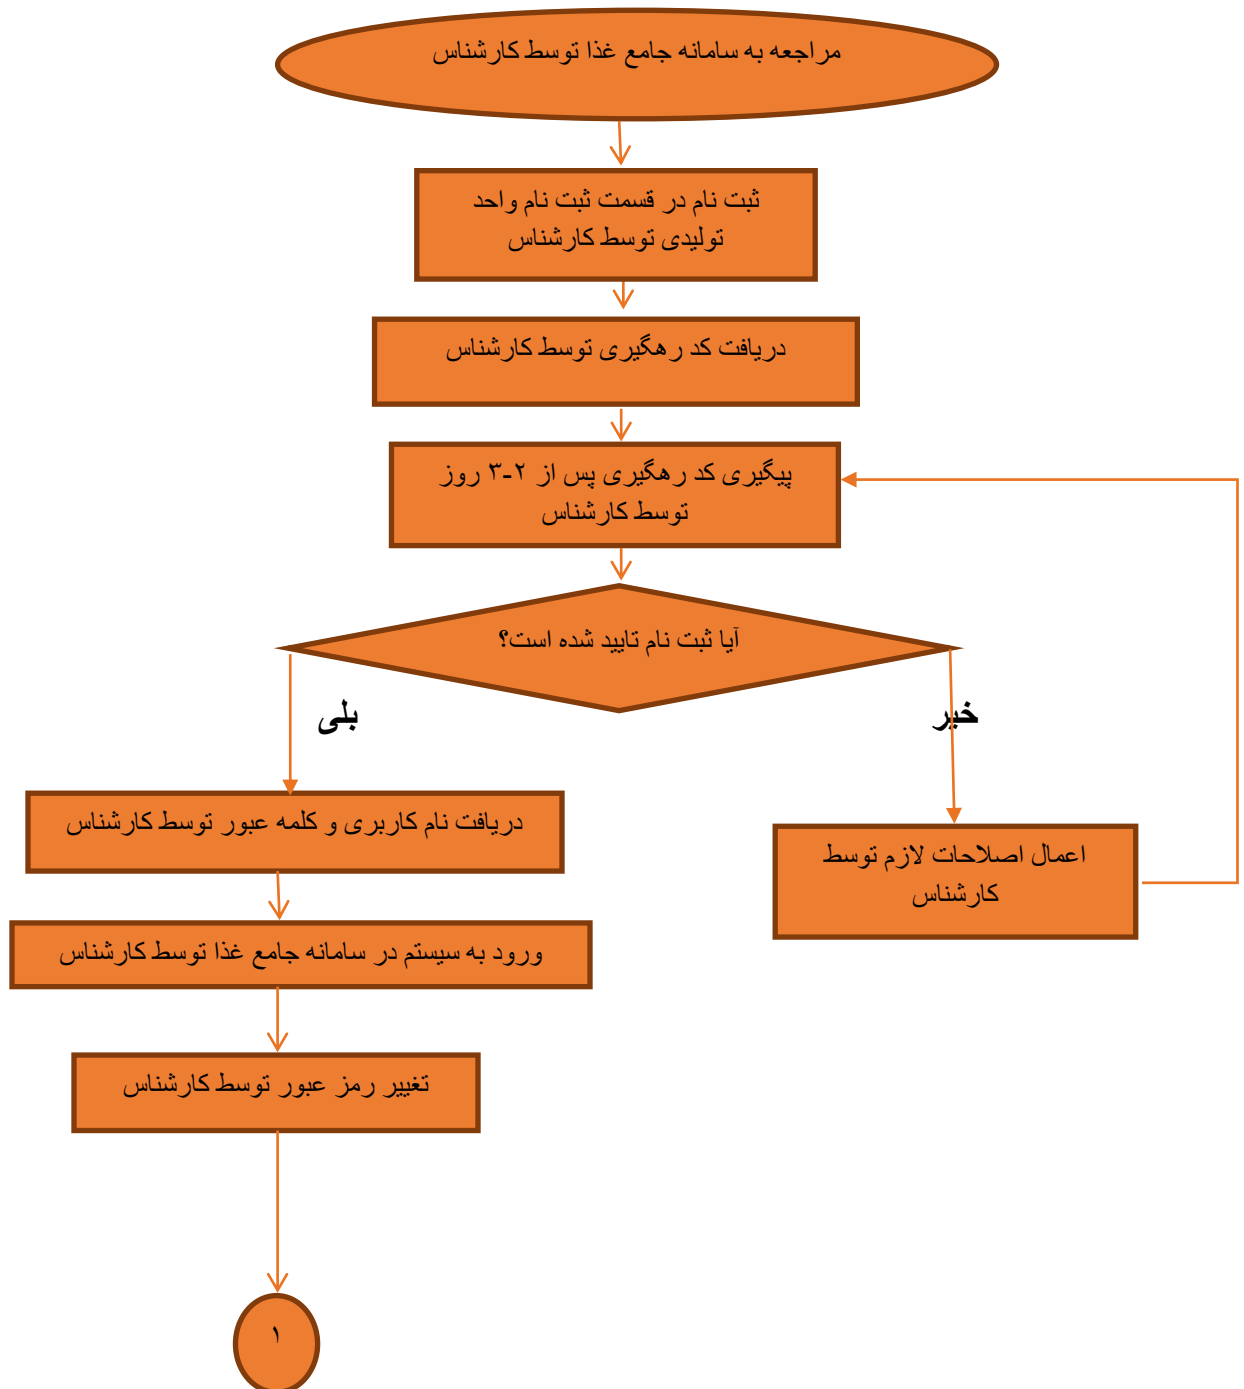 مراجعه به سامانه جامع غذا توسط کارشناس
ثبت نام در قسمت ثبت نام واحد
تولیدی توسط کارشناس
دریافت کد رهگیری توسط کارشناس
پیگیری کد رهگیری پس از ۲-۳ روز
توسط کارشناس
آیا ثبت نام تایید شده است؟
خیر
بلی
اعمال اصلاحات لازم توسط
کارشناس
دریافت نام کاربری و کلمه عبور توسط کارشناس
ورود به سیستم در سامانه جامع غذا توسط کارشناس
تغییر رمز عبور توسط کارشناس
۱